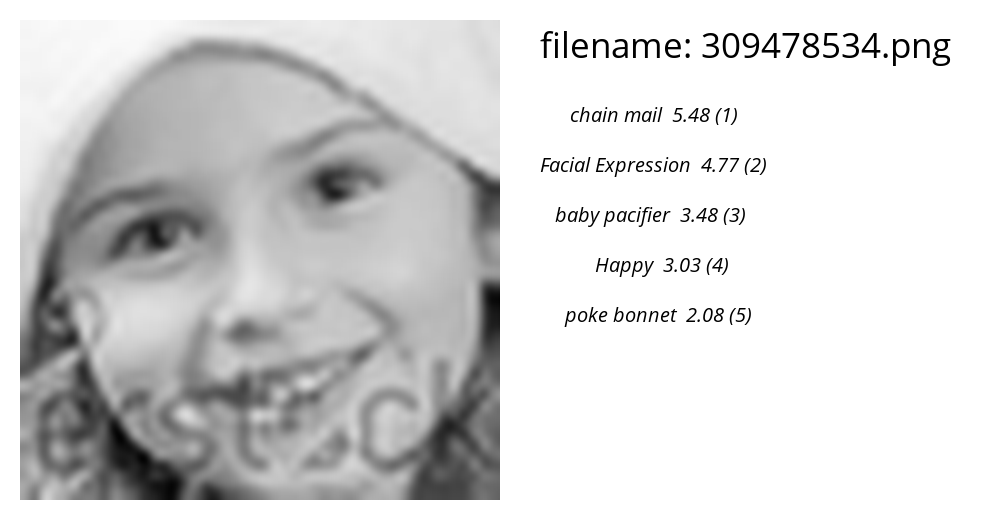 filename: 309478534.png
chain mail 5.48 (1)
Facial Expression 4.77 (2)
baby pacifier 3.48 (3)
Happy 3.03 (4)
poke bonnet 2.08 (5)
erstock